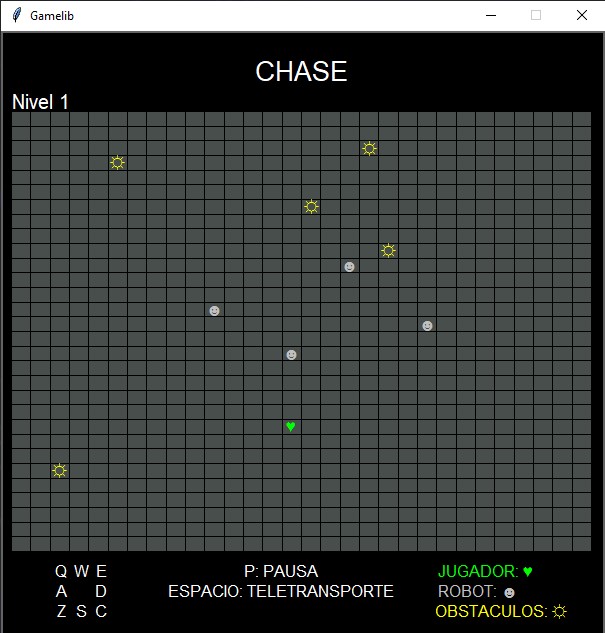 Gamelib
CHASE
Nivel 1
Q W E
A D
Z S C
P: PAUSA
ESPACIO: TELETRANSPORTE
JUGADOR: ♥
ROBOT: ☻
OBSTACULOS: ☼